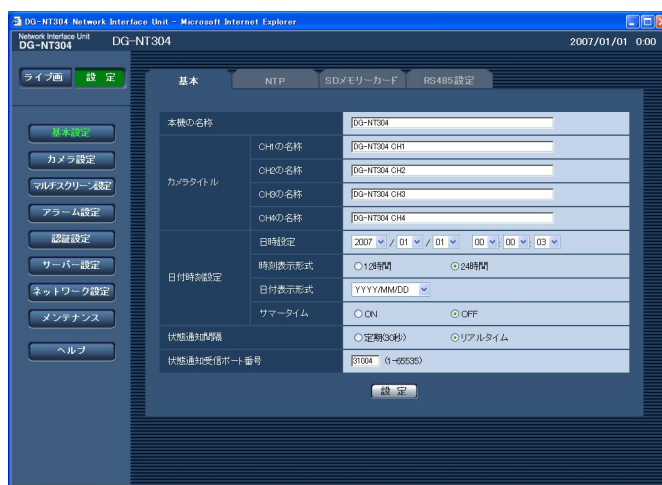 DG-NT304 Network Interface Unit - Microsoft Internet Explorer
Network Interface Unit
DG-NT304
DG-NT304
2007/01/01 0:00
ライブ画 設 定
基本 NTP SDメモリーカード RS485設定
基本設定
カメラ設定
マルチスクリーン設定
アラーム設定
認証設定
サーバー設定
ネットワーク設定
メンテナンス
ヘルプ
本機の名称 DG-NT304
カメラタイトル
CH1の名称 DG-NT304 CH1
CH2の名称 DG-NT304 CH2
CH3の名称 DG-NT304 CH3
CH4の名称 DG-NT304 CH4
日付時刻設定
日時設定 2007 / 01 / 01 00 : 00 : 03
時刻表示形式 12時間 24時間
日付表示形式 YYYY/MM/DD
サマータイム ON OFF
状態通知間隔 定期(30秒) リアルタイム
状態通知受信ポート番号 31004 (1-65535)
設 定